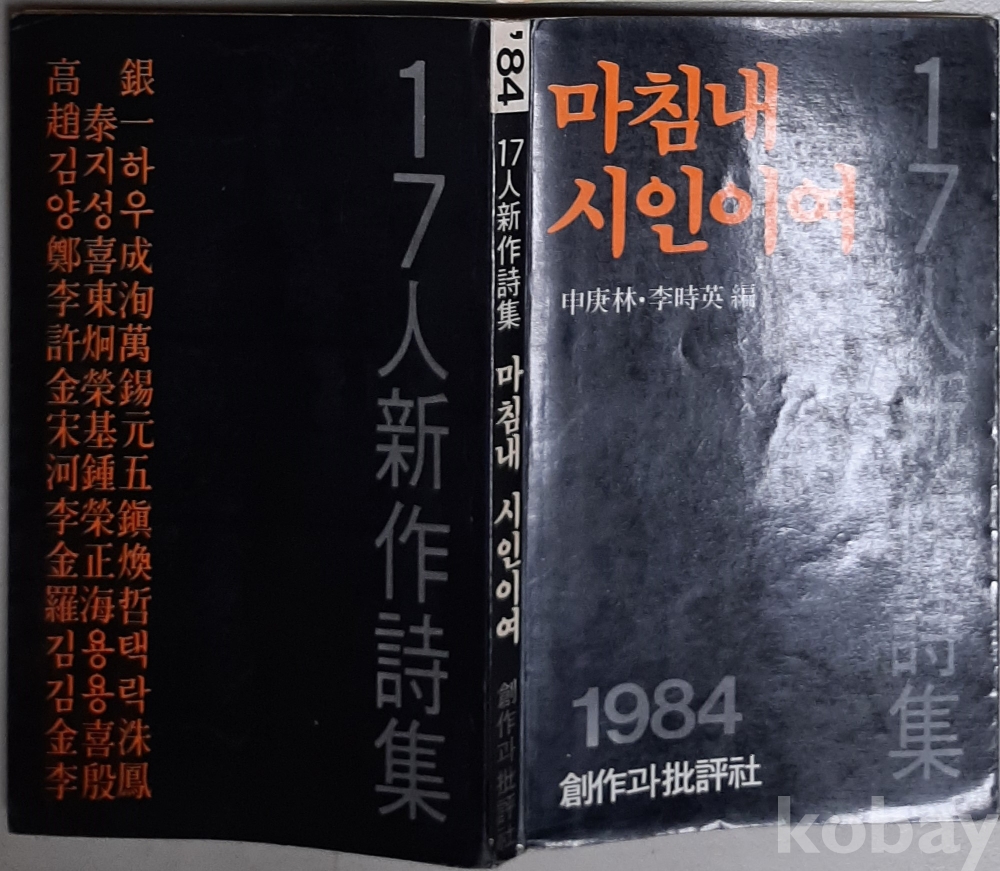 高 銀
趙泰一
김지하
양성우
鄭喜成
李東洵
許炯萬
金榮錫
宋基元
河鍾五
李榮鎭
金正煥
羅海哲
김용택
김용락
金喜洙
李殷鳳
17人新作詩集
'84 17人新作詩集 마침내 시인이여 創作과批評社
마침내
시인이여
申庚林·李時英 編
17人新作詩集
1984
創作과批評社
kobay